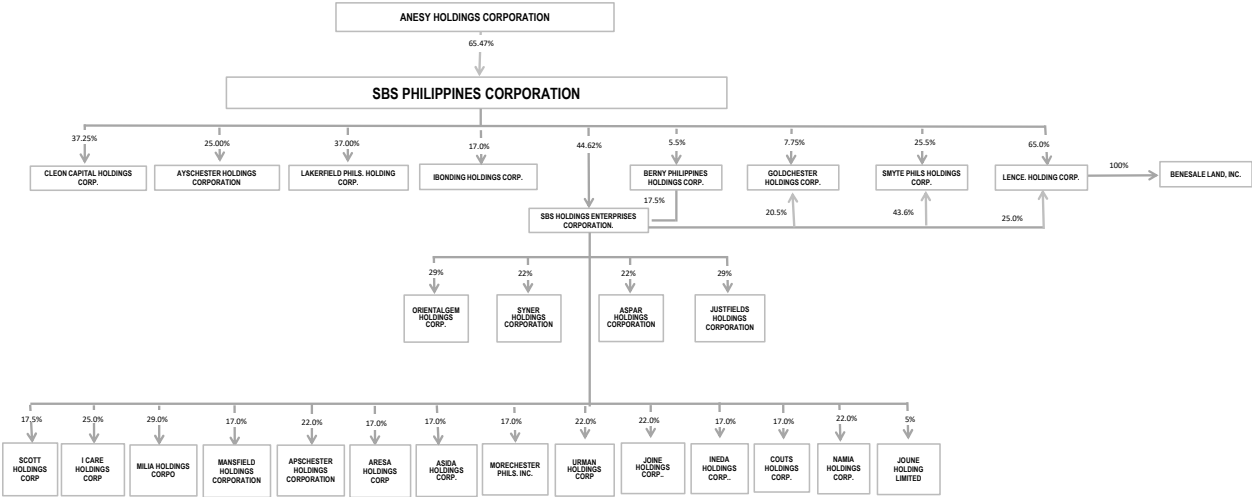 ANESY HOLDINGS CORPORATION
65.47%
SBS PHILIPPINES CORPORATION
37.25%
25.00%
37.00%
17.0%
44.62%
5.5%
7.75%
25.5%
65.0%
CLEON CAPITAL HOLDINGS
CORP.
AYSCHESTER HOLDINGS
CORPORATION
LAKERFIELD PHILS. HOLDING
CORP.
IBONDING HOLDINGS CORP.
BERNY PHILIPPINES
HOLDINGS CORP.
GOLDCHESTER
HOLDINGS CORP.
SMYTE PHILS HOLDINGS
CORP.
LENCE. HOLDING CORP.
100%
BENESALE LAND, INC.
17.5%
20.5%
43.6%
25.0%
SBS HOLDINGS ENTERPRISES
CORPORATION.
29%
22%
22%
29%
ORIENTALGEM
HOLDINGS
CORP.
SYNER
HOLDINGS
CORPORATION
ASPAR
HOLDINGS
CORPORATION
JUSTFIELDS
HOLDINGS
CORPORATION
17.5%
25.0%
29.0%
17.0%
22.0%
17.0%
17.0%
17.0%
22.0%
22.0%
17.0%
17.0%
22.0%
5%
SCOTT
HOLDINGS
CORP
I CARE
HOLDINGS
CORP
MILIA HOLDINGS
CORPO
MANSFIELD
HOLDINGS
CORPORATION
APSCHESTER
HOLDINGS
CORPORATION
ARESA
HOLDINGS
CORP
ASIDA
HOLDINGS
CORP.
MORECHESTER
PHILS. INC.
URMAN
HOLDINGS
CORP
JOINE
HOLDINGS
CORP..
INEDA
HOLDINGS
CORP..
COUTS
HOLDINGS
CORP.
NAMIA
HOLDINGS
CORP.
JOUNE
HOLDING
LIMITED